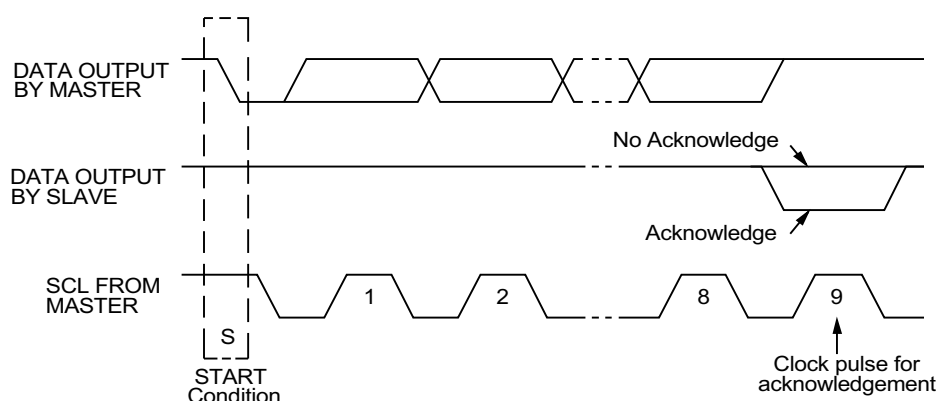 DATA OUTPUT
BY MASTER
No Acknowledge
DATA OUTPUT
BY SLAVE
Acknowledge
SCL FROM
MASTER
1
2
8
9
S
START
Condition
Clock pulse for
acknowledgement